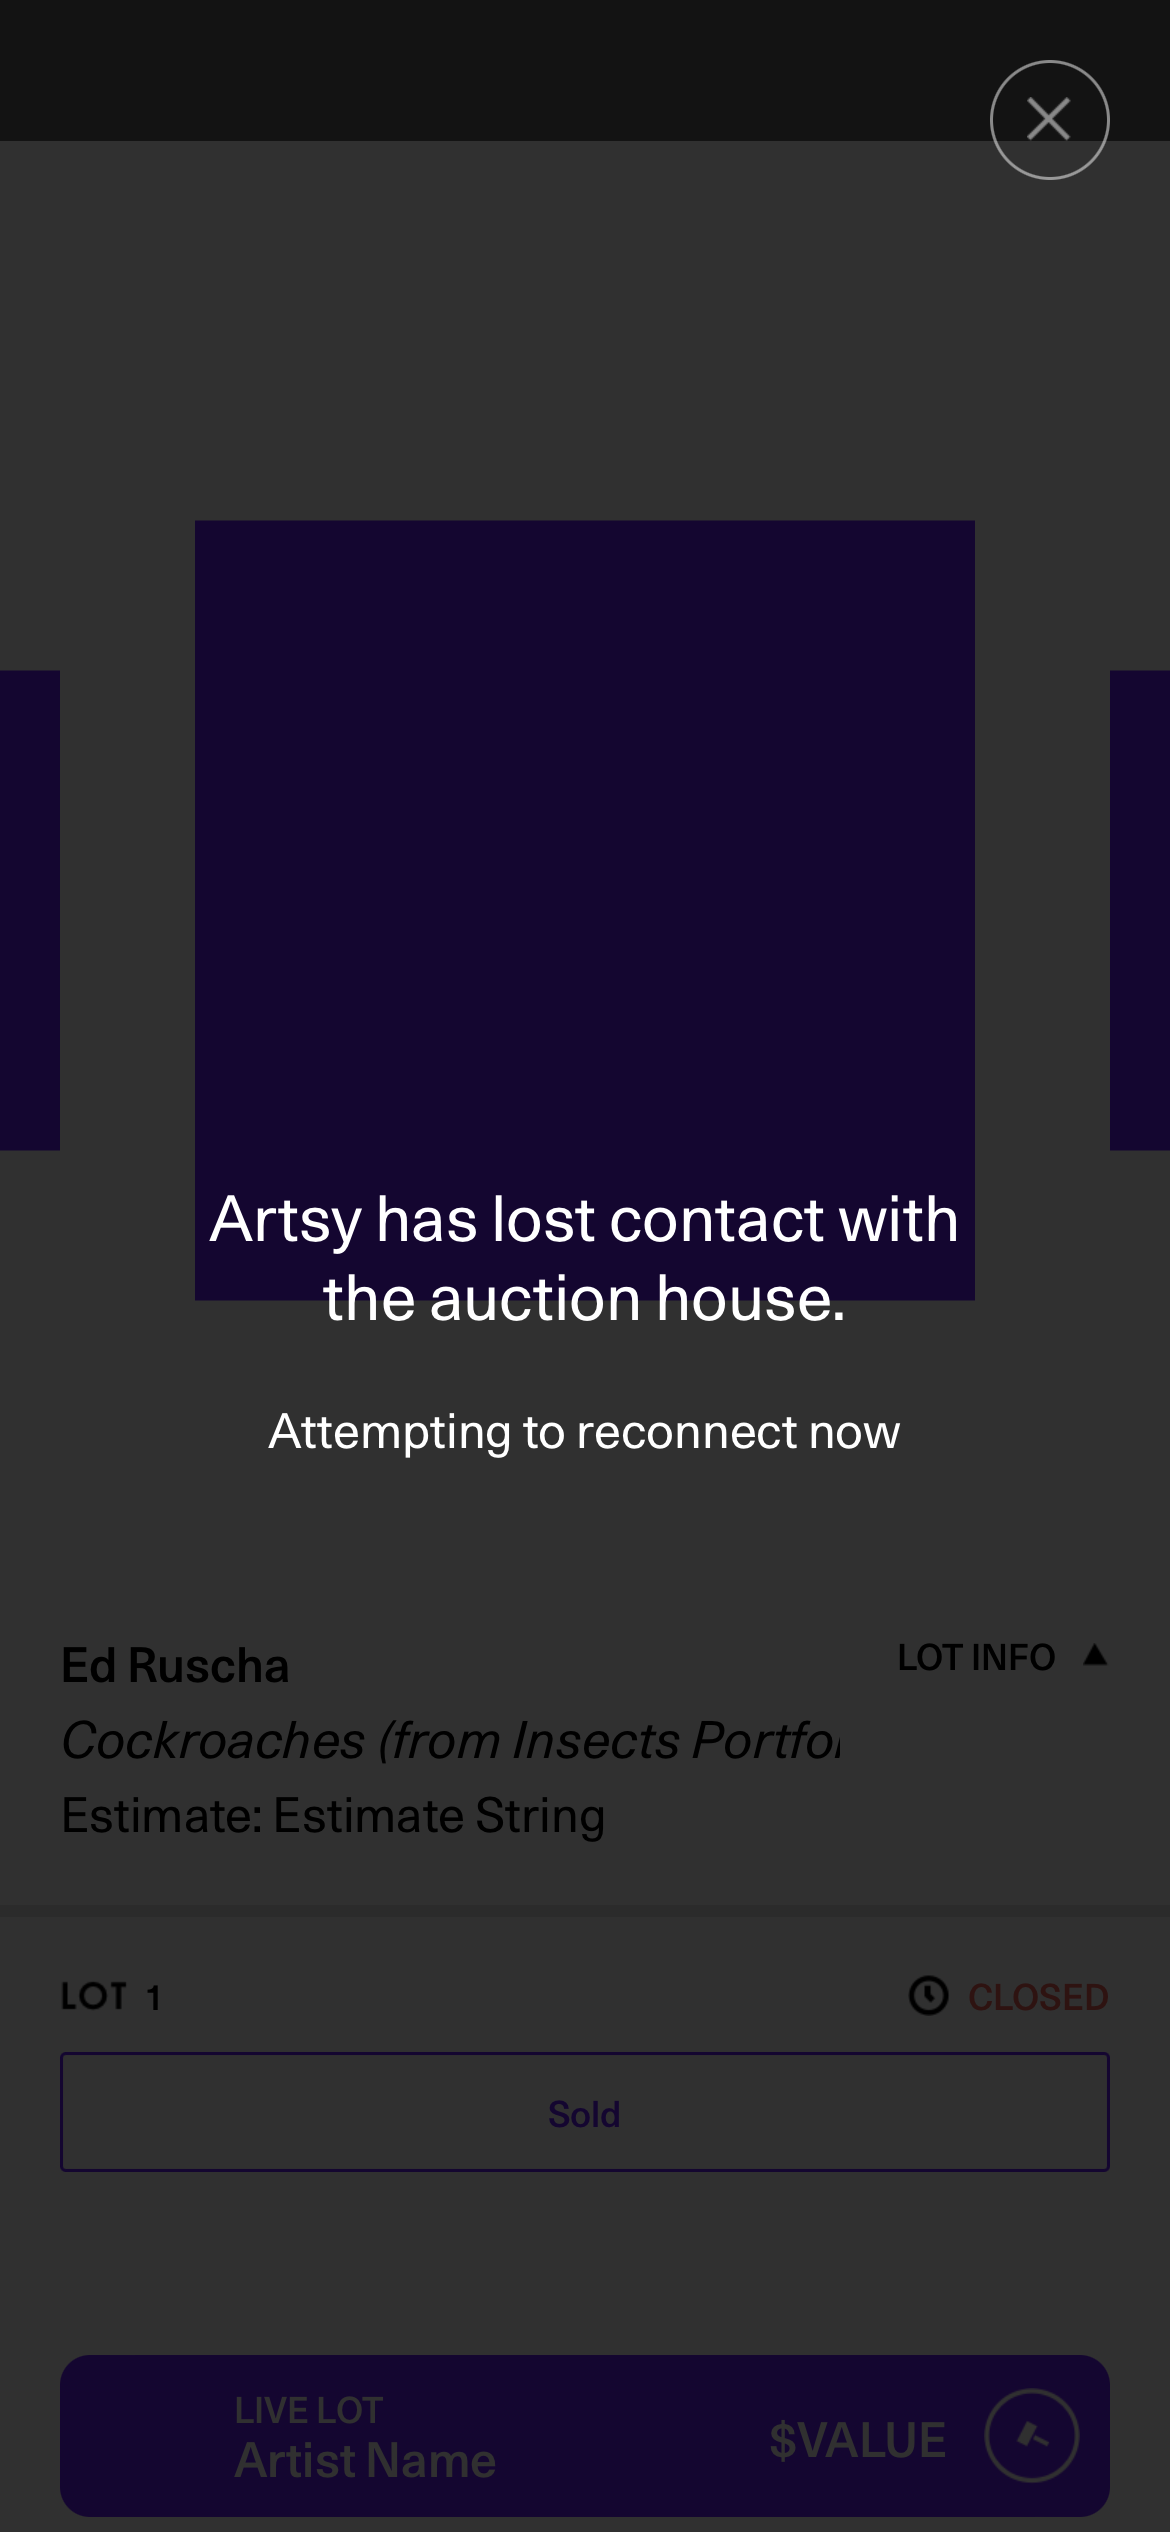 Artsy has lost contact with
the auction house.
Attempting to reconnect now
Ed Ruscha
LOT INFO
Cockroaches (from Insects Portfo
Estimate: Estimate String
LOT 1
CLOSED
Sold
LIVE LOT
Artist Name
$VALUE